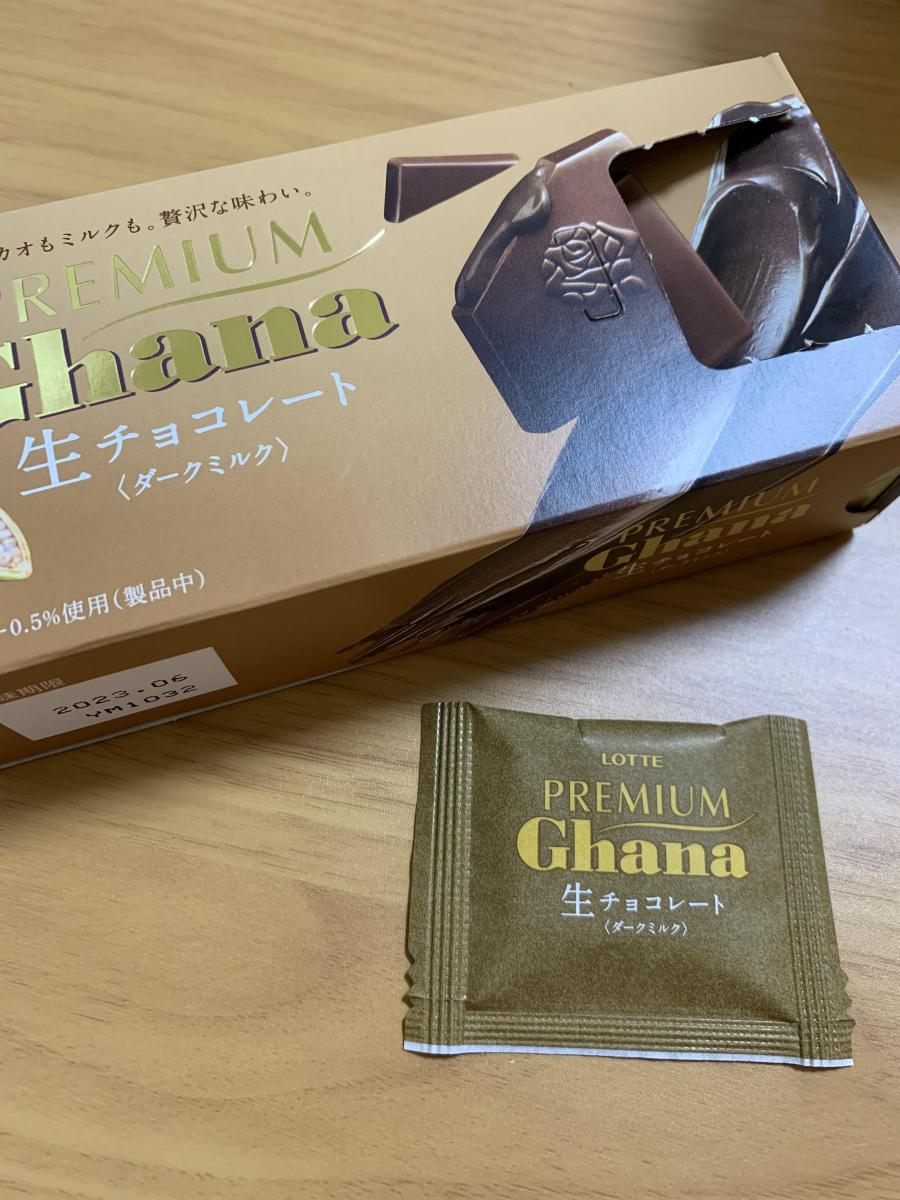 カオもミルクも。贅沢な味わい。
PREMIUM
Ghana
生チョコレート
〈ダークミルク〉
0.5%使用(製品中)
味期限
2023.06
YM1032
PREMIUM
Ghana
生チョコレート
LOTTE
PREMIUM
Ghana
生チョコレート
〈ダークミルク〉